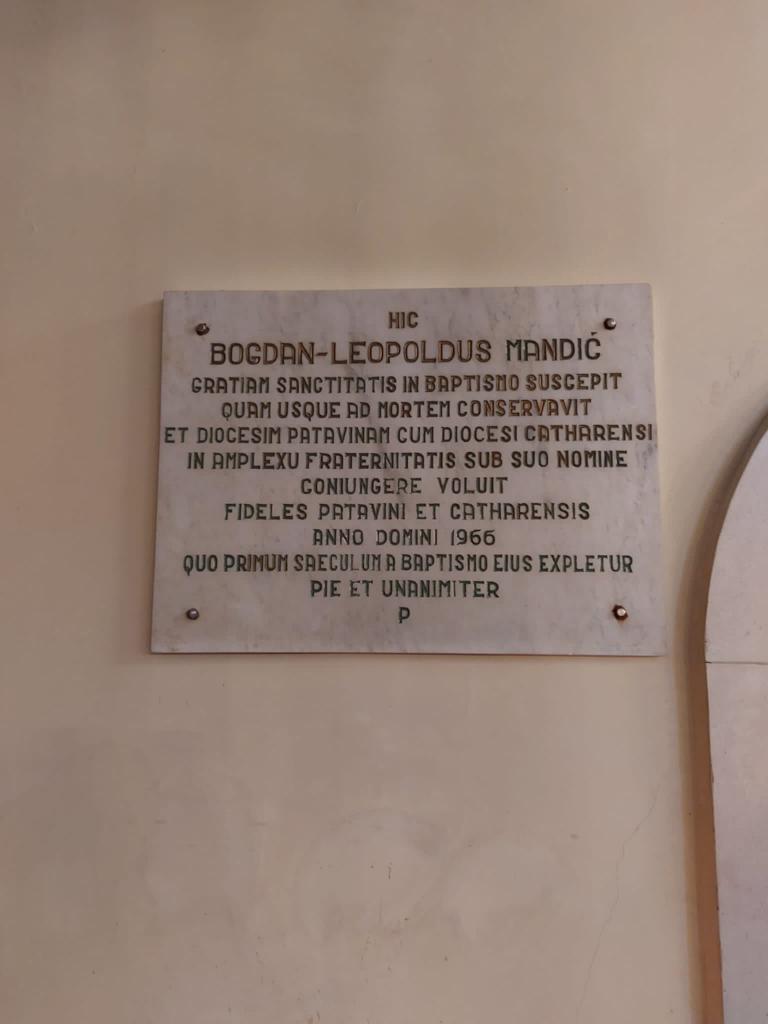 HIC
BOGDAN-LEOPOLDUS MANDIĆ
GRATIAM SANCTITATIS IN BAPTISMO SUSCEPIT
QUAM USQUE AD MORTEM CONSERVAVIT
ET DIOCESIM PATAVINAM CUM DIOCESI CATHARENSI
IN AMPLEXU FRATERNITATIS SUB SUO NOMINE
CONIUNGERE VOLUIT
FIDELES PATAVINI ET CATHARENSIS
ANNO DOMINI 1966
QUO PRIMUM SAECULUM A BAPTISMO EIUS EXPLETUR
PIE ET UNANIMITER
P